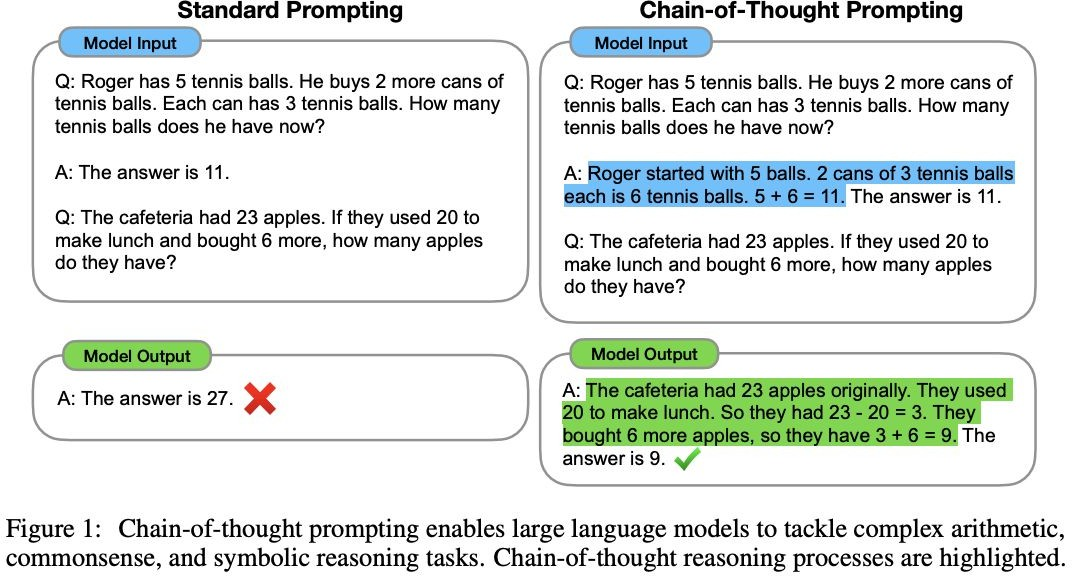 Standard Prompting
Model Input
Q: Roger has 5 tennis balls. He buys 2 more cans of
tennis balls. Each can has 3 tennis balls. How many
tennis balls does he have now?
A: The answer is 11.
Q: The cafeteria had 23 apples. If they used 20 to
make lunch and bought 6 more, how many apples
do they have?
Model Output
A: The answer is 27.
Chain-of-Thought Prompting
Model Input
Q: Roger has 5 tennis balls. He buys 2 more cans of
tennis balls. Each can has 3 tennis balls. How many
tennis balls does he have now?
A: Roger started with 5 balls. 2 cans of 3 tennis balls
each is 6 tennis balls. 5 + 6 = 11. The answer is 11.
Q: The cafeteria had 23 apples. If they used 20 to
make lunch and bought 6 more, how many apples
do they have?
Model Output
A: The cafeteria had 23 apples originally. They used
20 to make lunch. So they had 23 - 20 = 3. They
bought 6 more apples, so they have 3 + 6 = 9. The
answer is 9.
Figure 1: Chain-of-thought prompting enables large language models to tackle complex arithmetic,
commonsense, and symbolic reasoning tasks. Chain-of-thought reasoning processes are highlighted.